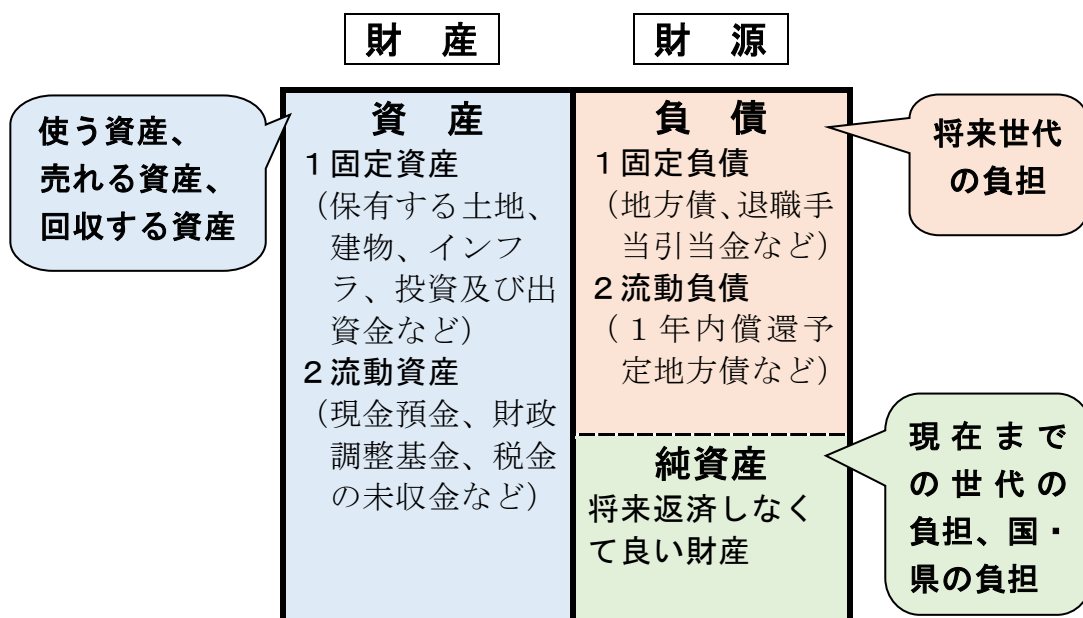 財　産
財　源
使う資産、
売れる資産、
回収する資産
資　産
１固定資産
（保有する土地、
建物、インフ
ラ、投資及び出
資金など）
２流動資産
（現金預金、財政
調整基金、税金
の未収金など）
負　債
１固定負債
（地方債、退職手
当引当金など）
２流動負債
（１年内償還予
定地方債など）
純資産
将来返済しなく
て良い財産
将来世代
の負担
現在まで
の世代の
負担、国・
県の負担